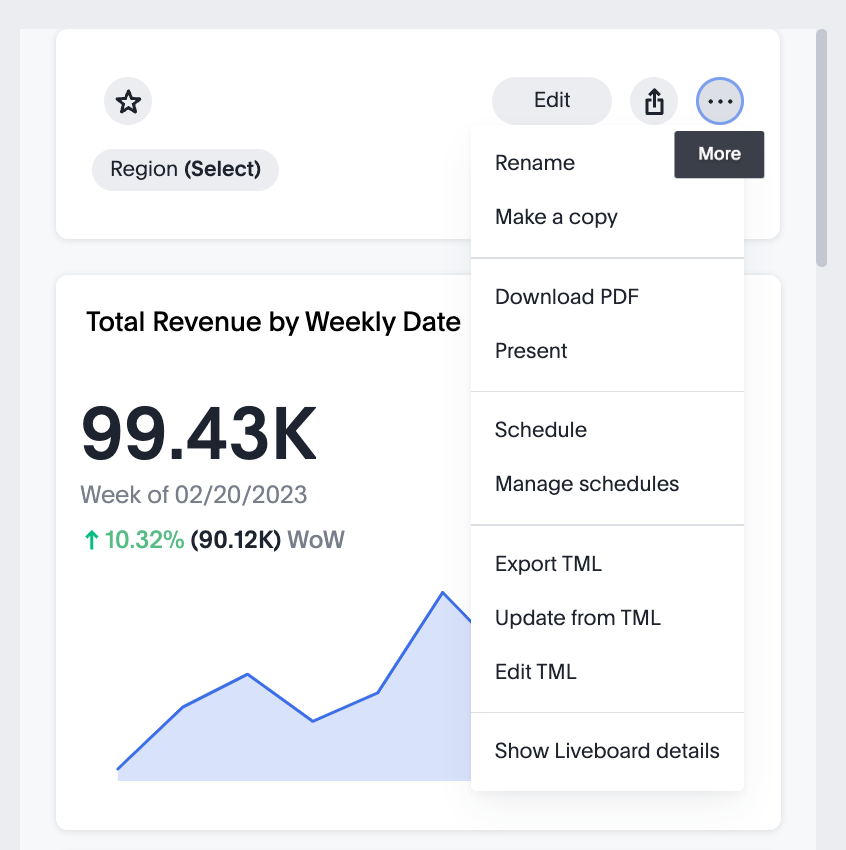 Edit
More
Region (Select)
Rename
Make a copy
Download PDF
Present
Schedule
Manage schedules
Export TML
Update from TML
Edit TML
Show Liveboard details
Total Revenue by Weekly Date
99.43K
Week of 02/20/2023
↑ 10.32% (90.12K) WoW